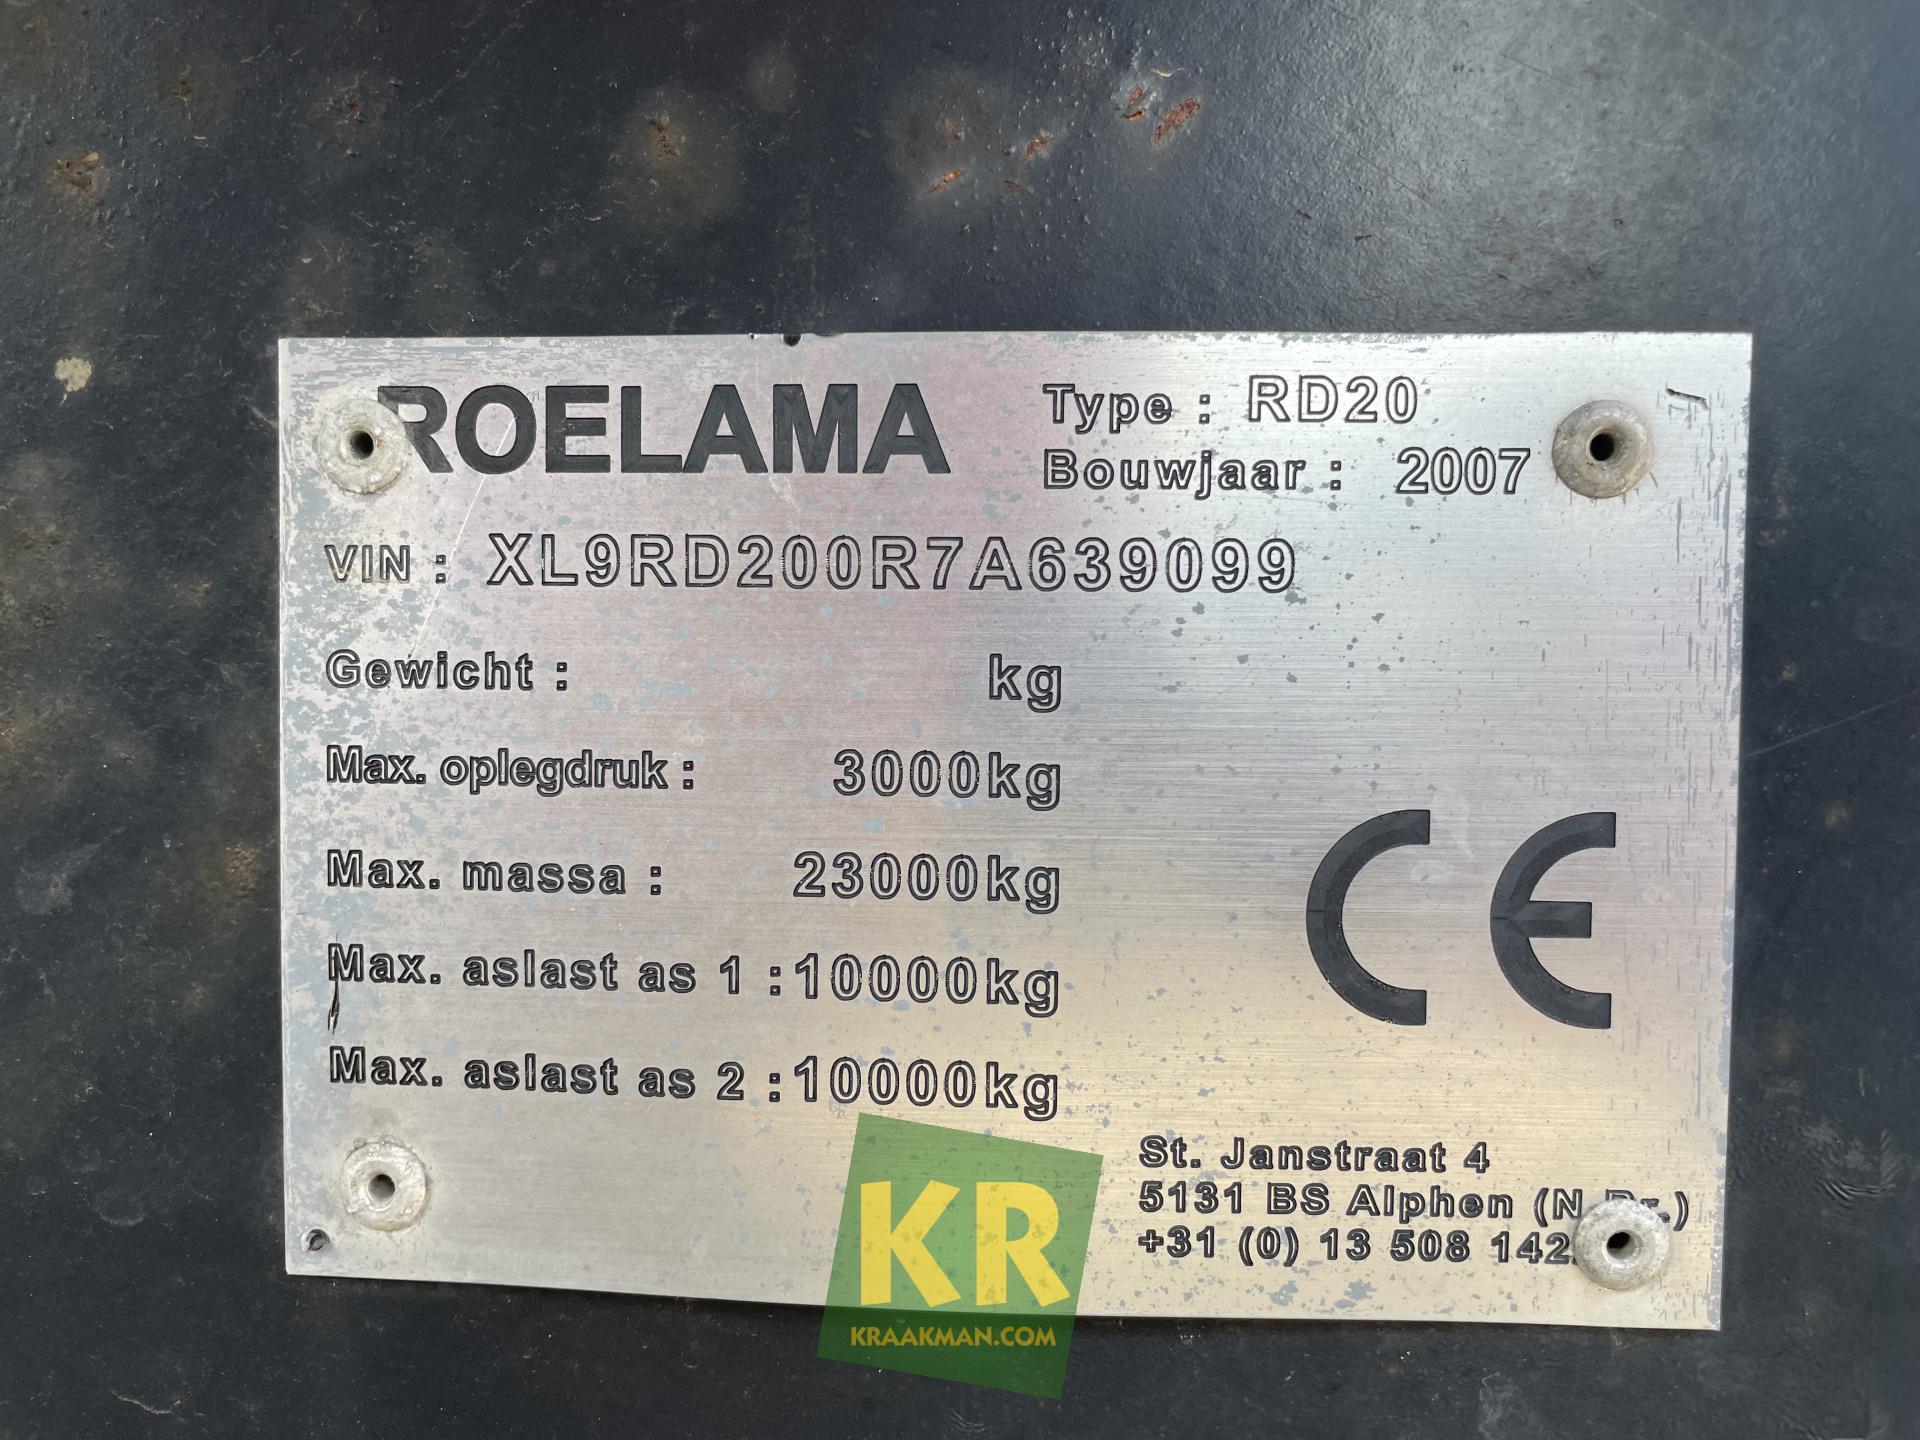 ROELAMA
Type : RD20
Bouwjaar : 2007
VIN : XL9RD200R7A639099
Gewicht : kg
Max. oplegdruk : 3000kg
Max. massa : 23000kg
Max. aslast as 1 : 10000kg
Max. aslast as 2 : 10000kg
CE
St. Janstraat 4
5131 BS Alphen (N.Br.)
+31 (0) 13 508 142
KR
KRAAKMAN.COM